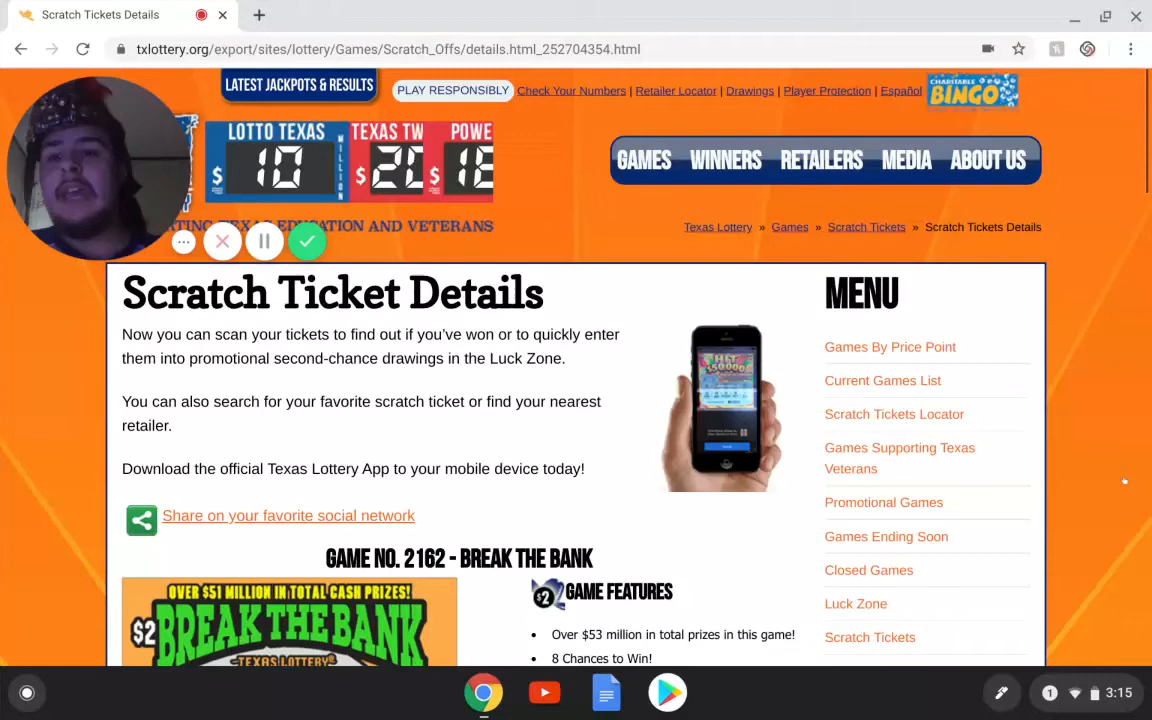 Scratch Tickets Details
txlottery.org/export/sites/lottery/Games/Scratch_Offs/details.html_252704354.html
LATEST JACKPOTS & RESULTS
PLAY RESPONSIBLY Check Your Numbers | Retailer Locator | Drawings | Player Protection | Español
CHARITABLE
BINGO
LOTTO TEXAS
$ 10 MILLION
TEXAS TW
$
POWE
$
TEXAS EDUCATION AND VETERANS
GAMES WINNERS RETAILERS MEDIA ABOUT US
Texas Lottery » Games » Scratch Tickets » Scratch Tickets Details
Scratch Ticket Details
Now you can scan your tickets to find out if you've won or to quickly enter
them into promotional second-chance drawings in the Luck Zone.
You can also search for your favorite scratch ticket or find your nearest
retailer.
Download the official Texas Lottery App to your mobile device today!
Share on your favorite social network
GAME NO. 2162 - BREAK THE BANK
OVER $51 MILLION IN TOTAL CASH PRIZES!
$2 BREAK THE BANK
TEXAS LOTTERY®
$2 GAME FEATURES
• Over $53 million in total prizes in this game!
• 8 Chances to Win!
MENU
Games By Price Point
Current Games List
Scratch Tickets Locator
Games Supporting Texas
Veterans
Promotional Games
Games Ending Soon
Closed Games
Luck Zone
Scratch Tickets
1 3:15